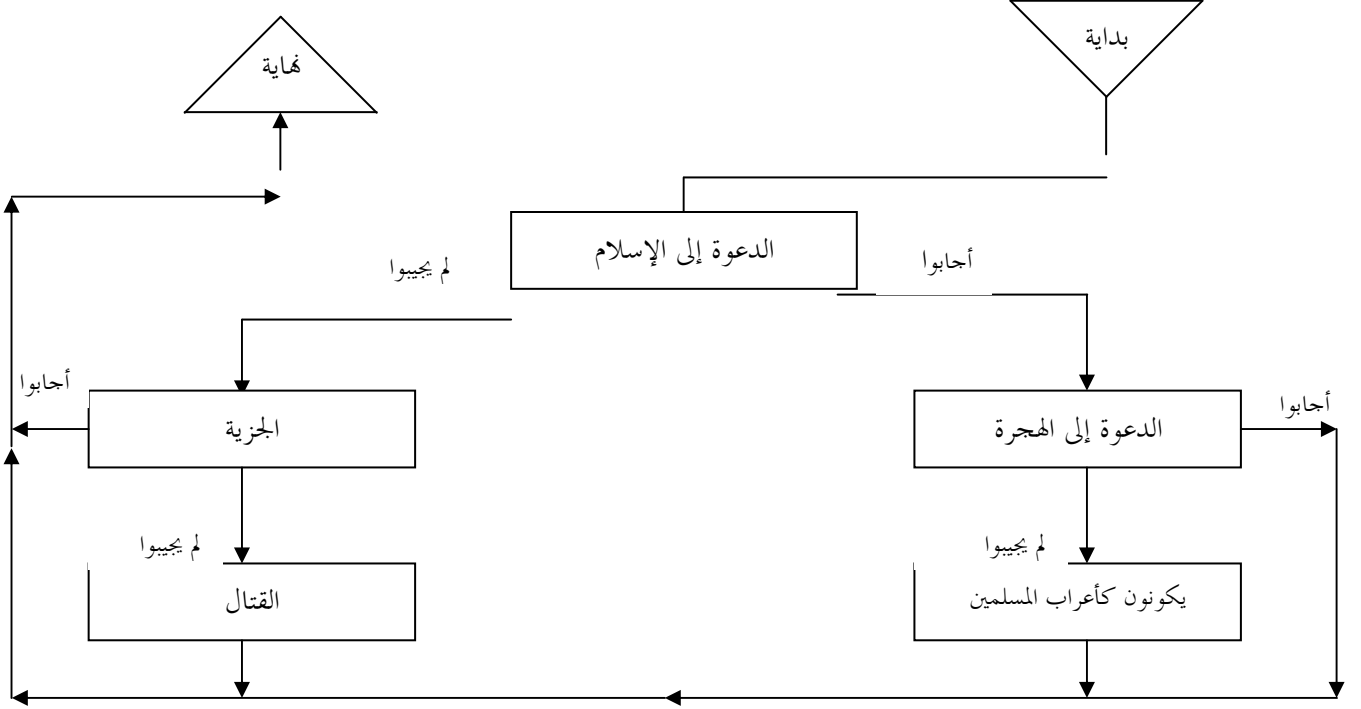 بداية
نهاية
الدعوة إلى الإسلام
أجابوا
لم يجيبوا
أجابوا
الدعوة إلى الهجرة
الجزية
أجابوا
لم يجيبوا
لم يجيبوا
يكونون كأعراب المسلمين
القتال